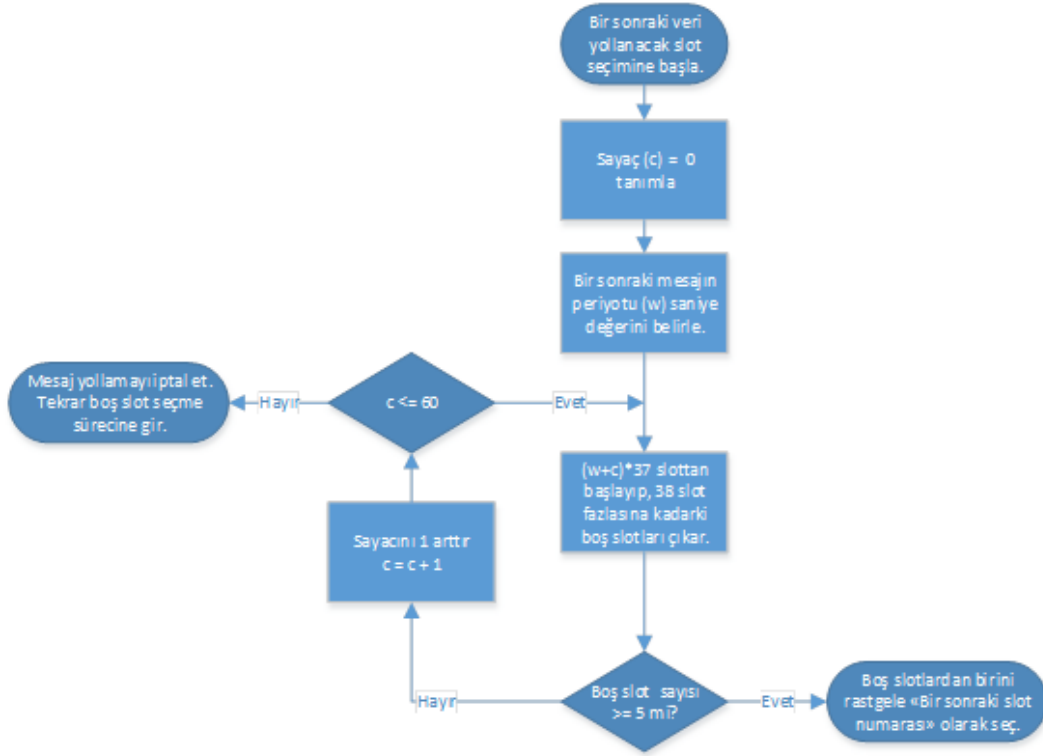 Bir sonraki veri
yollanacak slot
seçimine başla.
Sayaç (c) = 0
tanımla
Bir sonraki mesajın
periyotu (w) saniye
değerini belirle.
Mesaj yollamayı iptal et.
Tekrar boş slot seçme
sürecine gir.
Hayır
c <= 60
Evet
(w+c)*37 slottan
başlayıp, 38 slot
fazlasına kadarki
boş slotları çıkar.
Sayacını 1 arttır
c = c + 1
Hayır
Boş slot sayısı
>= 5 mi?
Evet
Boş slotlardan birini
rastgele «Bir sonraki slot
numarası» olarak seç.